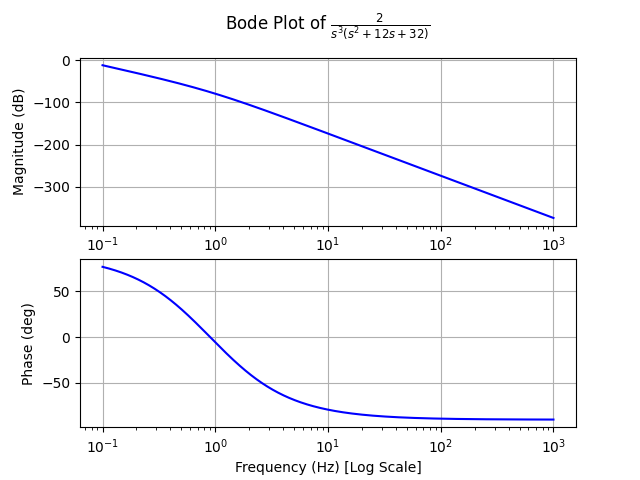 Bode Plot of \frac{2}{s^3(s^2+12s+32)}
0
−100
−200
−300
Magnitude (dB)
10^{-1} 10^0 10^1 10^2 10^3
50
0
−50
Phase (deg)
10^{-1} 10^0 10^1 10^2 10^3
Frequency (Hz) [Log Scale]